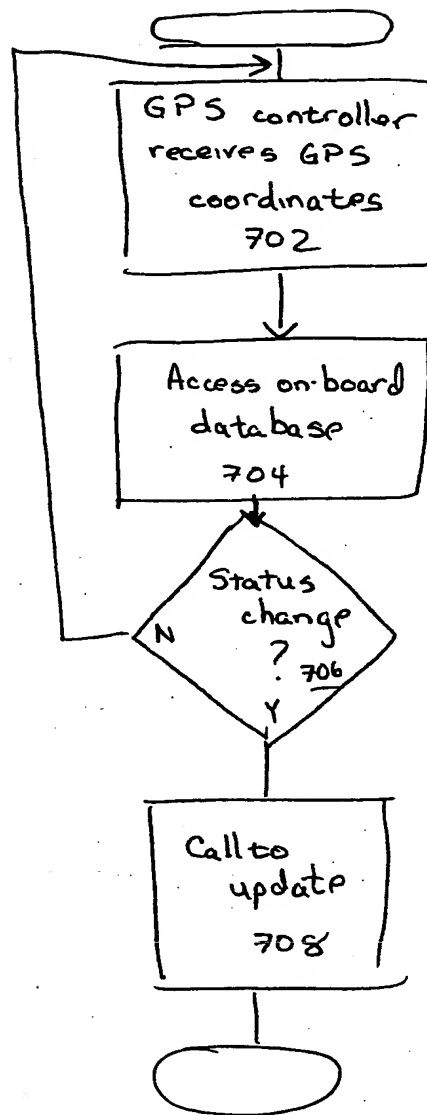 GPS controller
receives GPS
coordinates
702
Access on-board
database
704
Status
change
?
706
N
Y
Call to
update
708